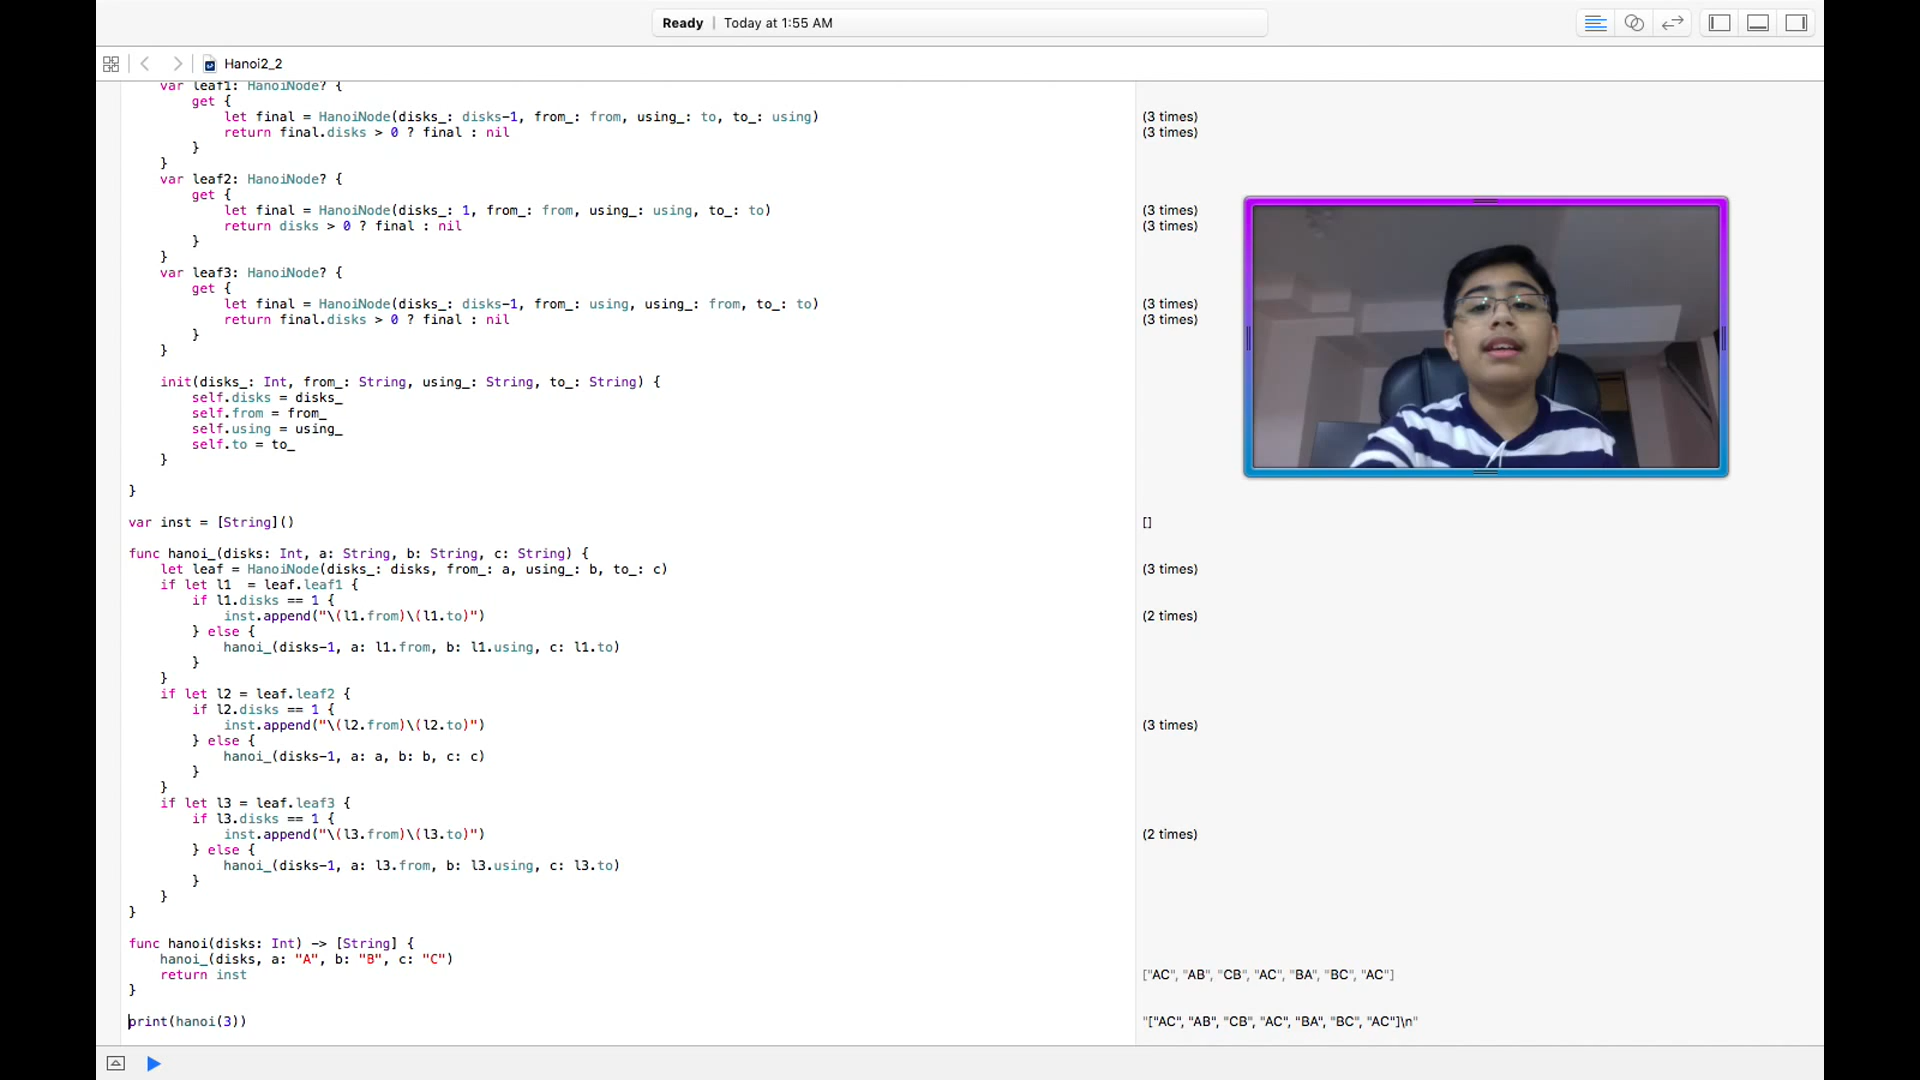 Ready | Today at 1:55 AM
Hanoi2_2
var leaf1: HanoiNode? {
get {
let final = HanoiNode(disks_: disks-1, from_: from, using_: to, to_: using)
(3 times)
return final.disks > 0 ? final : nil
(3 times)
}
}
var leaf2: HanoiNode? {
get {
let final = HanoiNode(disks_: 1, from_: from, using_: using, to_: to)
(3 times)
return disks > 0 ? final : nil
(3 times)
}
}
var leaf3: HanoiNode? {
get {
let final = HanoiNode(disks_: disks-1, from_: using, using_: from, to_: to)
(3 times)
return final.disks > 0 ? final : nil
(3 times)
}
}
init(disks_: Int, from_: String, using_: String, to_: String) {
self.disks = disks_
self.from = from_
self.using = using_
self.to = to_
}
}
var inst = [String]()
[]
func hanoi_(disks: Int, a: String, b: String, c: String) {
let leaf = HanoiNode(disks_: disks, from_: a, using_: b, to_: c)
(3 times)
if let l1  = leaf.leaf1 {
if l1.disks == 1 {
inst.append("\(l1.from)\(l1.to)")
(2 times)
} else {
hanoi_(disks-1, a: l1.from, b: l1.using, c: l1.to)
}
}
if let l2 = leaf.leaf2 {
if l2.disks == 1 {
inst.append("\(l2.from)\(l2.to)")
(3 times)
} else {
hanoi_(disks-1, a: a, b: b, c: c)
}
}
if let l3 = leaf.leaf3 {
if l3.disks == 1 {
inst.append("\(l3.from)\(l3.to)")
(2 times)
} else {
hanoi_(disks-1, a: l3.from, b: l3.using, c: l3.to)
}
}
}
func hanoi(disks: Int) -> [String] {
hanoi_(disks, a: "A", b: "B", c: "C")
return inst
["AC", "AB", "CB", "AC", "BA", "BC", "AC"]
}
print(hanoi(3))
"["AC", "AB", "CB", "AC", "BA", "BC", "AC"]\n"